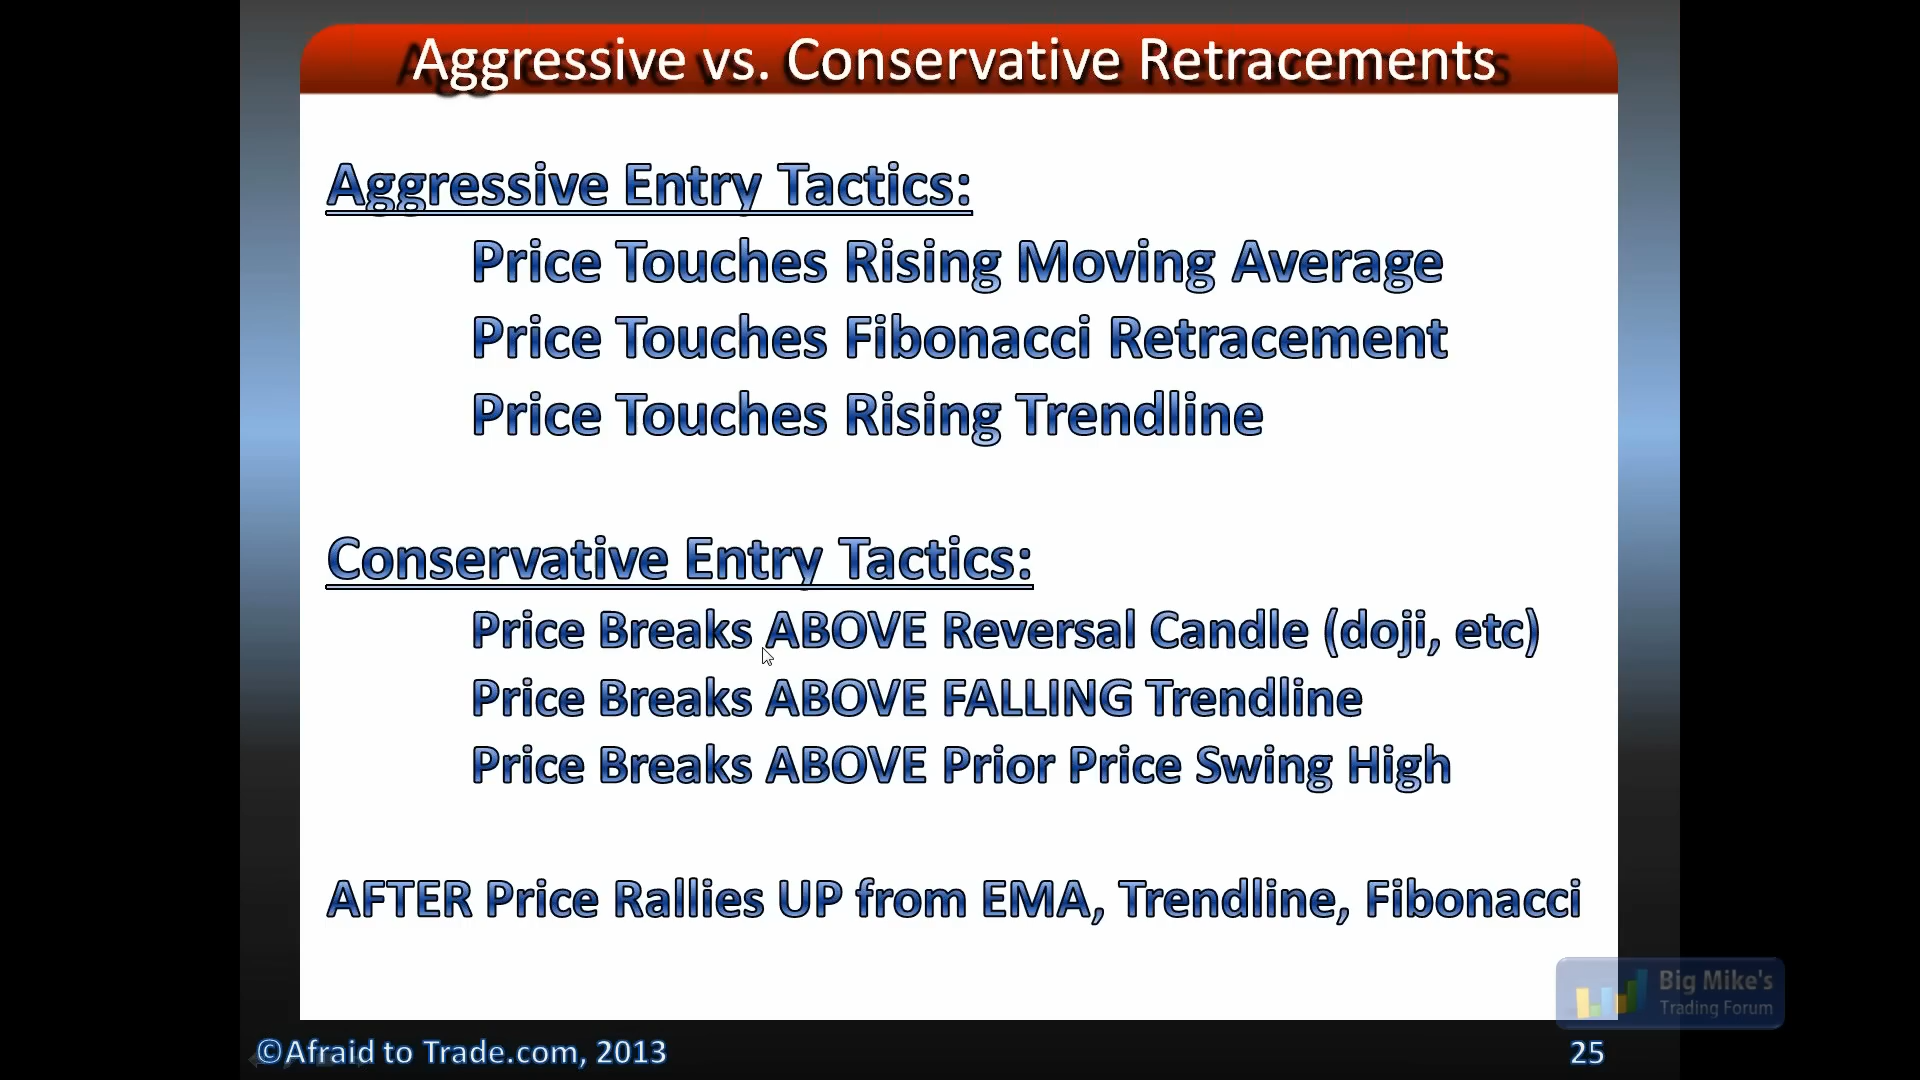 Aggressive vs. Conservative Retracements
Aggressive Entry Tactics:
Price Touches Rising Moving Average
Price Touches Fibonacci Retracement
Price Touches Rising Trendline
Conservative Entry Tactics:
Price Breaks ABOVE Reversal Candle (doji, etc)
Price Breaks ABOVE FALLING Trendline
Price Breaks ABOVE Prior Price Swing High
AFTER Price Rallies UP from EMA, Trendline, Fibonacci
Big Mike's
Trading Forum
©Afraid to Trade.com, 2013
25